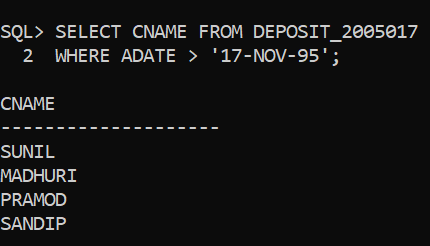 SQL> SELECT CNAME FROM DEPOSIT_2005017
2 WHERE ADATE > '17-NOV-95';
CNAME
--------------------
SUNIL
MADHURI
PRAMOD
SANDIP